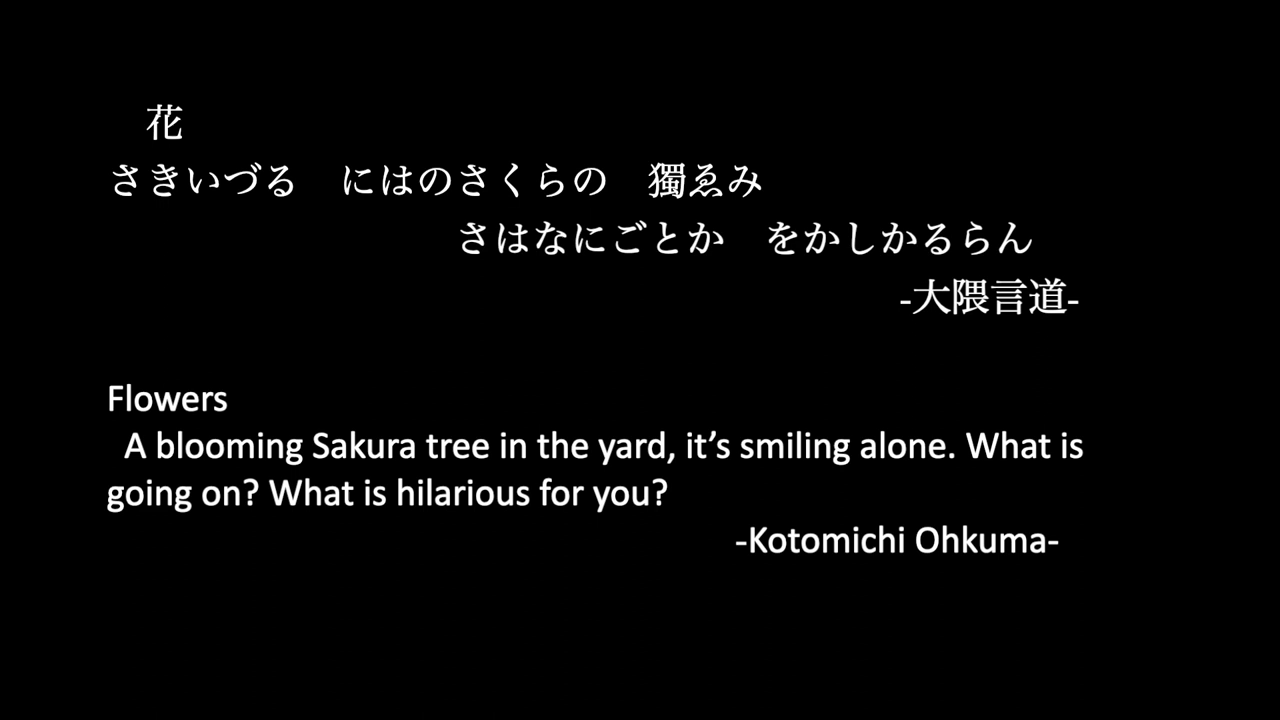 花
さきいづる　にはのさくらの　獨ゑみ
さはなにごとか　をかしかるらん
-大隈言道-
Flowers
A blooming Sakura tree in the yard, it’s smiling alone. What is
going on? What is hilarious for you?
-Kotomichi Ohkuma-